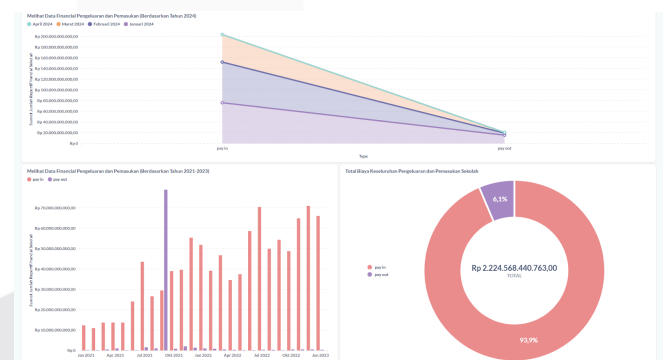 Melihat Data Financial Pengeluaran dan Pemasukan (Berdasarkan Tahun 2024)
April 2024 Maret 2024 Februari 2024 Januari 2024
Rp 200.000.000.000,00
Rp 180.000.000.000,00
Rp 160.000.000.000,00
Rp 140.000.000.000,00
Rp 120.000.000.000,00
Rp 100.000.000.000,00
Rp 80.000.000.000,00
Rp 60.000.000.000,00
Rp 40.000.000.000,00
Rp 20.000.000.000,00
Rp 0
pay in pay out
Type
Melihat Data Financial Pengeluaran dan Pemasukan (Berdasarkan Tahun 2021-2023)
pay in pay out
Rp 70.000.000.000,00
Rp 60.000.000.000,00
Rp 50.000.000.000,00
Rp 40.000.000.000,00
Rp 30.000.000.000,00
Rp 20.000.000.000,00
Rp 10.000.000.000,00
Rp 0
Jan 2021 Apr 2021 Jul 2021 Okt 2021 Jan 2022 Apr 2022 Jul 2022 Okt 2022 Jan 2023
Total Biaya Keseluruhan Pengeluaran dan Pemasukan Sekolah
pay in
pay out
6,1%
Rp 2.224.568.440.763,00
TOTAL
93,9%